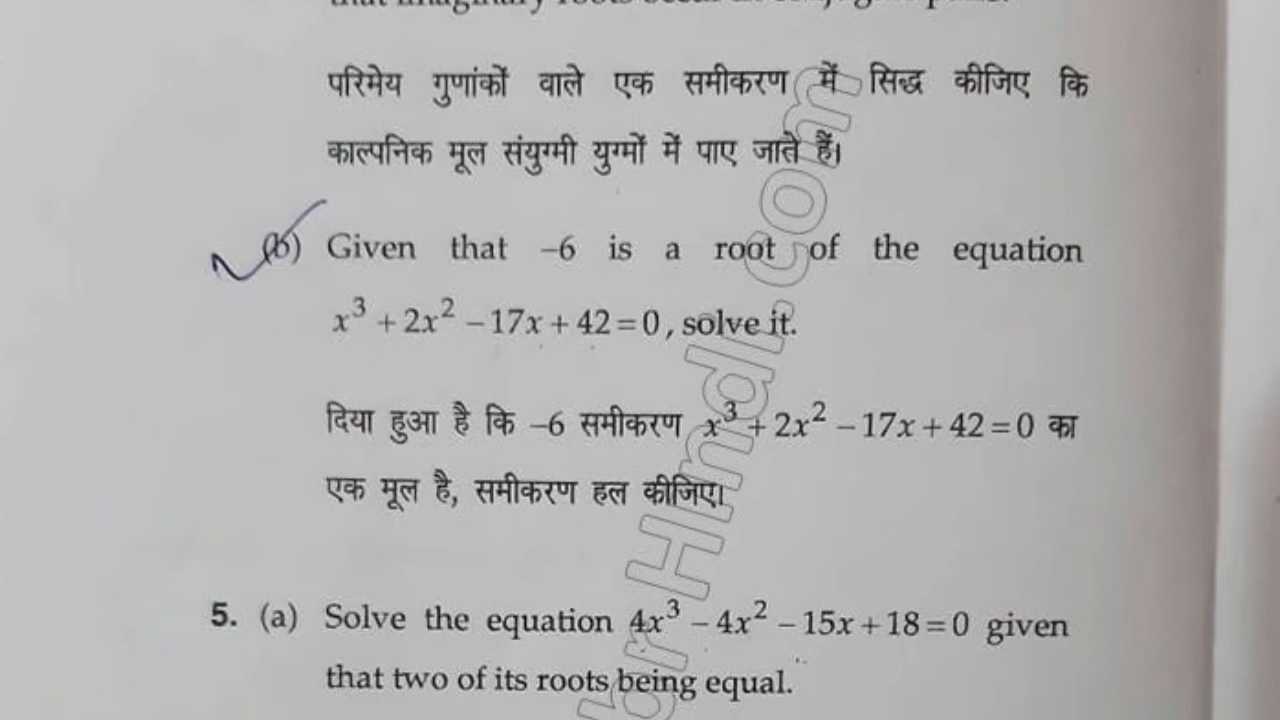 परिमेय गुणांकों वाले एक समीकरण में सिद्ध कीजिए कि
काल्पनिक मूल संयुग्मी युग्मों में पाए जाते हैं।
(b) Given that –6 is a root of the equation
x³ + 2x² – 17x + 42 = 0, solve it.
दिया हुआ है कि –6 समीकरण x³ + 2x² – 17x + 42 = 0 का
एक मूल है, समीकरण हल कीजिए।
5. (a) Solve the equation 4x³ – 4x² – 15x + 18 = 0 given
that two of its roots being equal.